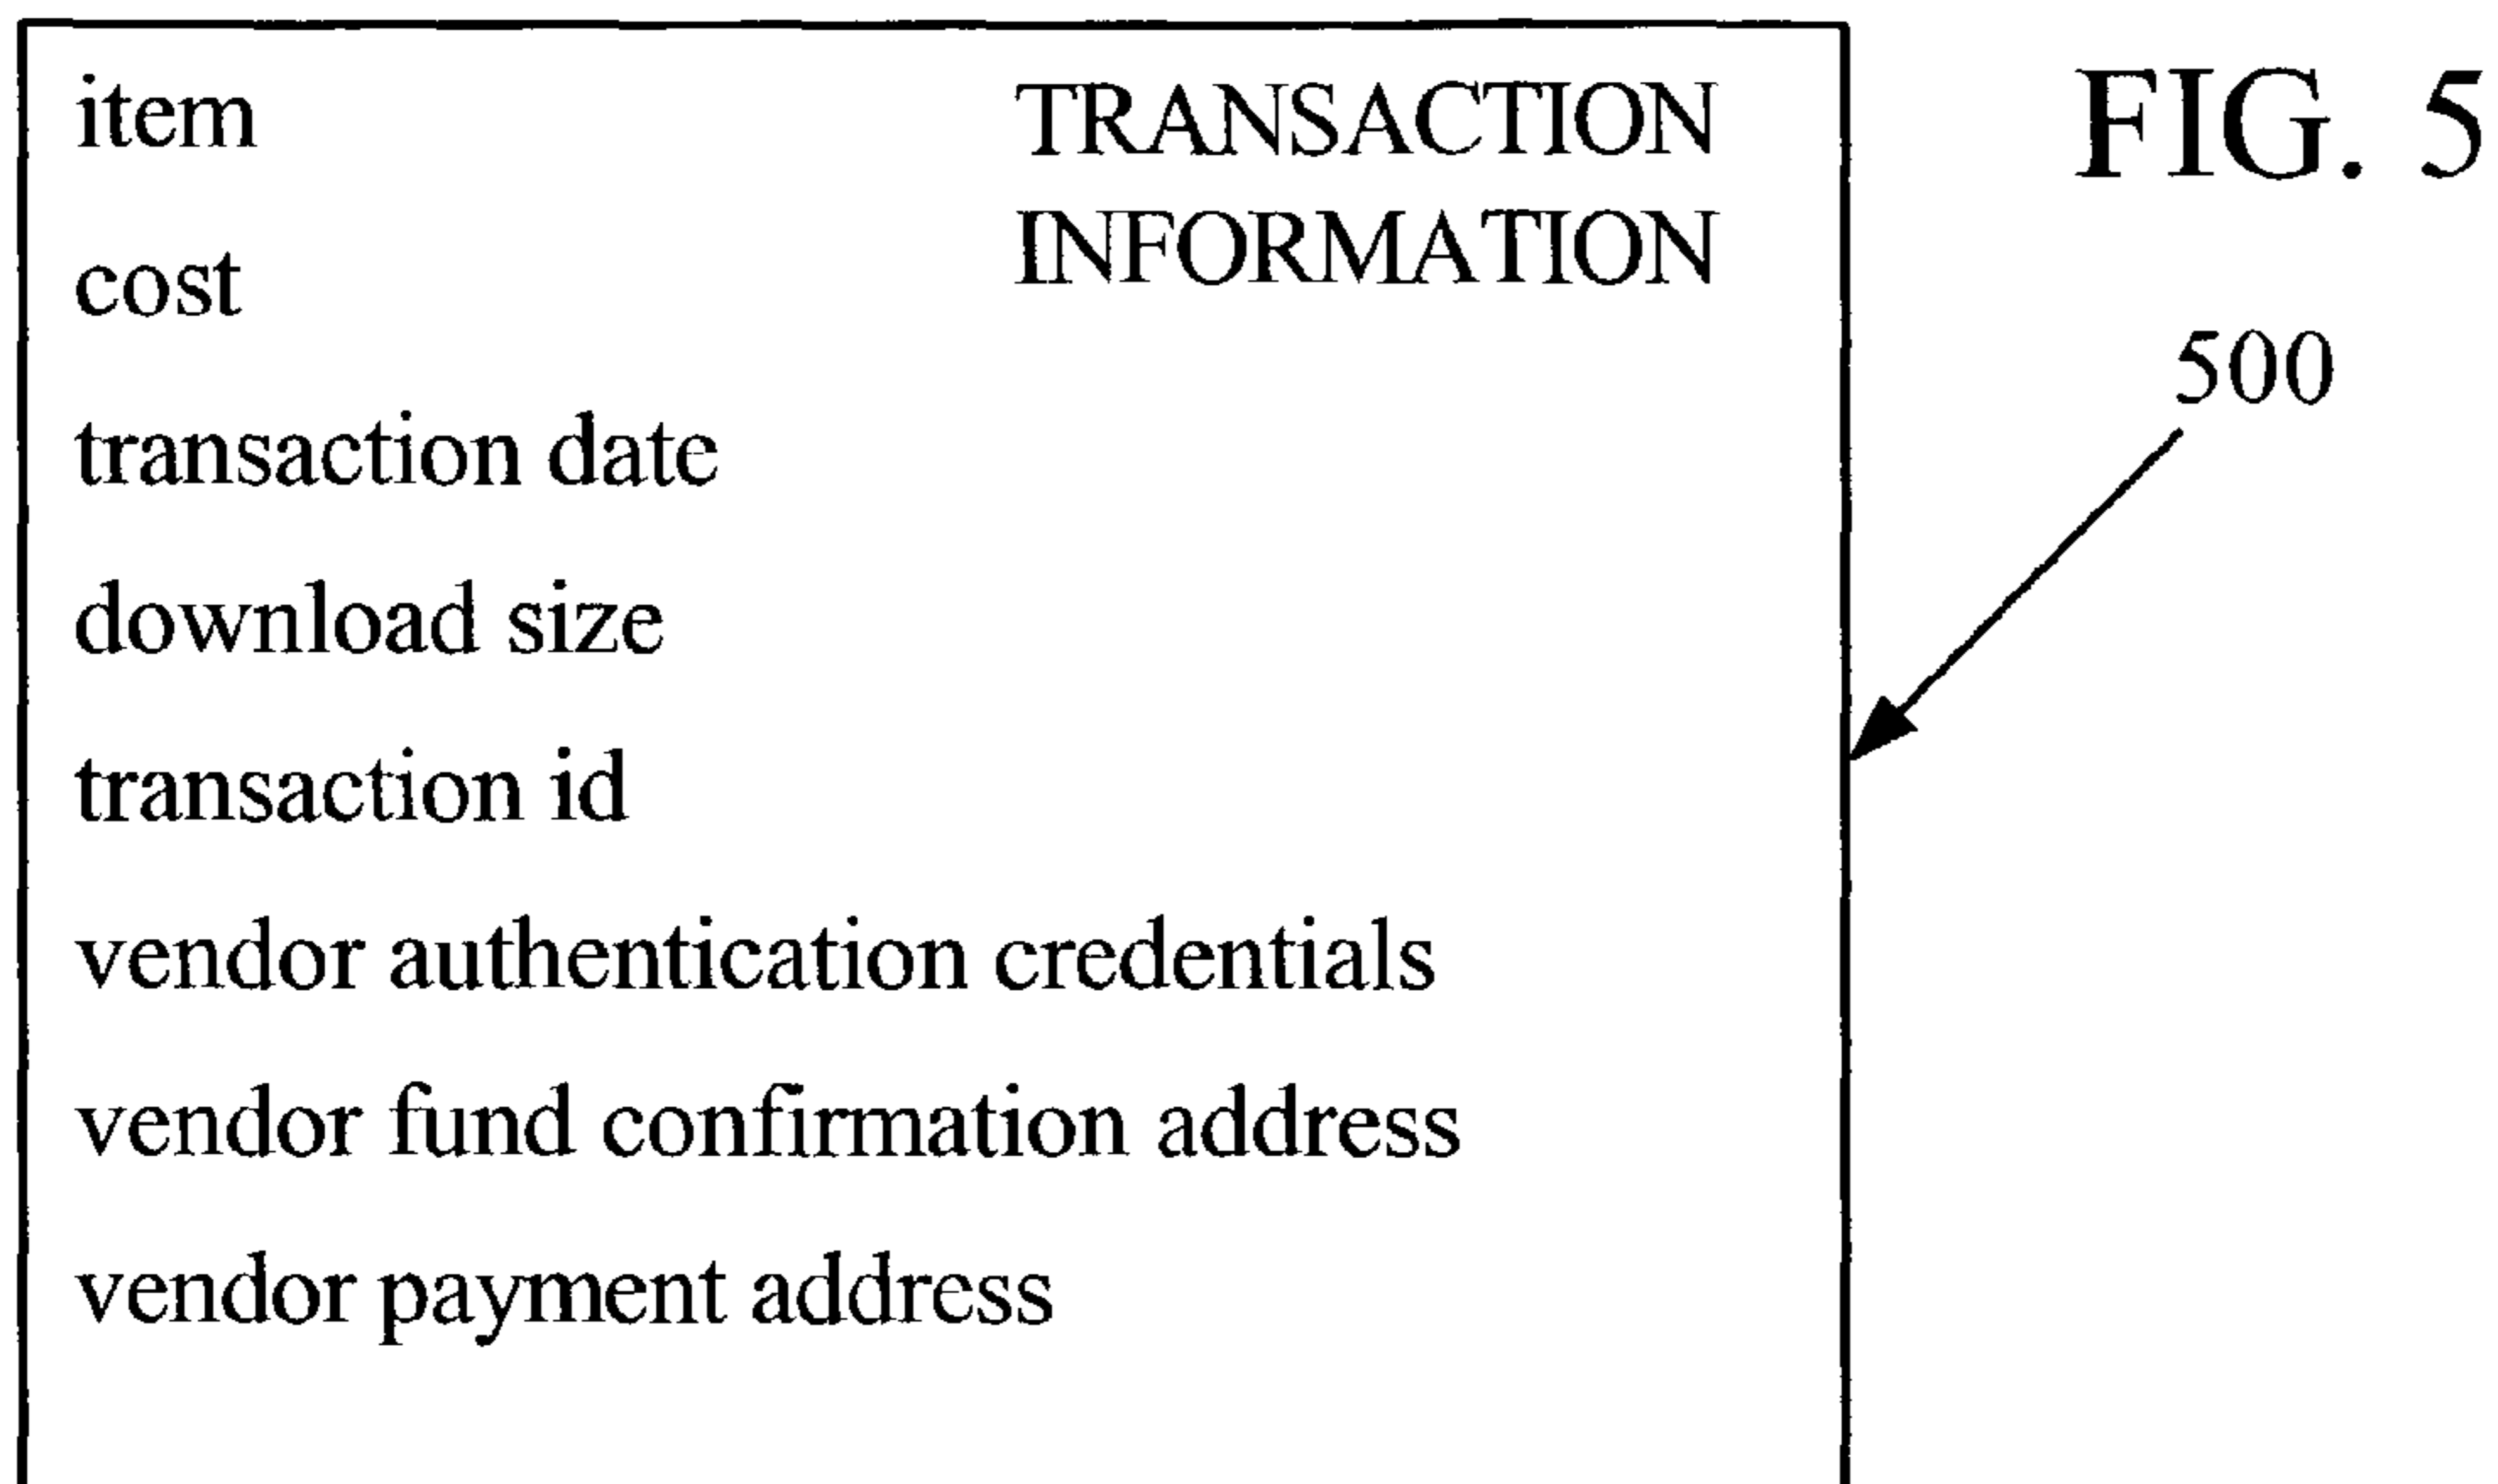 item
TRANSACTION
INFORMATION
FIG. 5
cost
500
transaction date
download size
transaction id
vendor authentication credentials
vendor fund confirmation address
vendor payment address